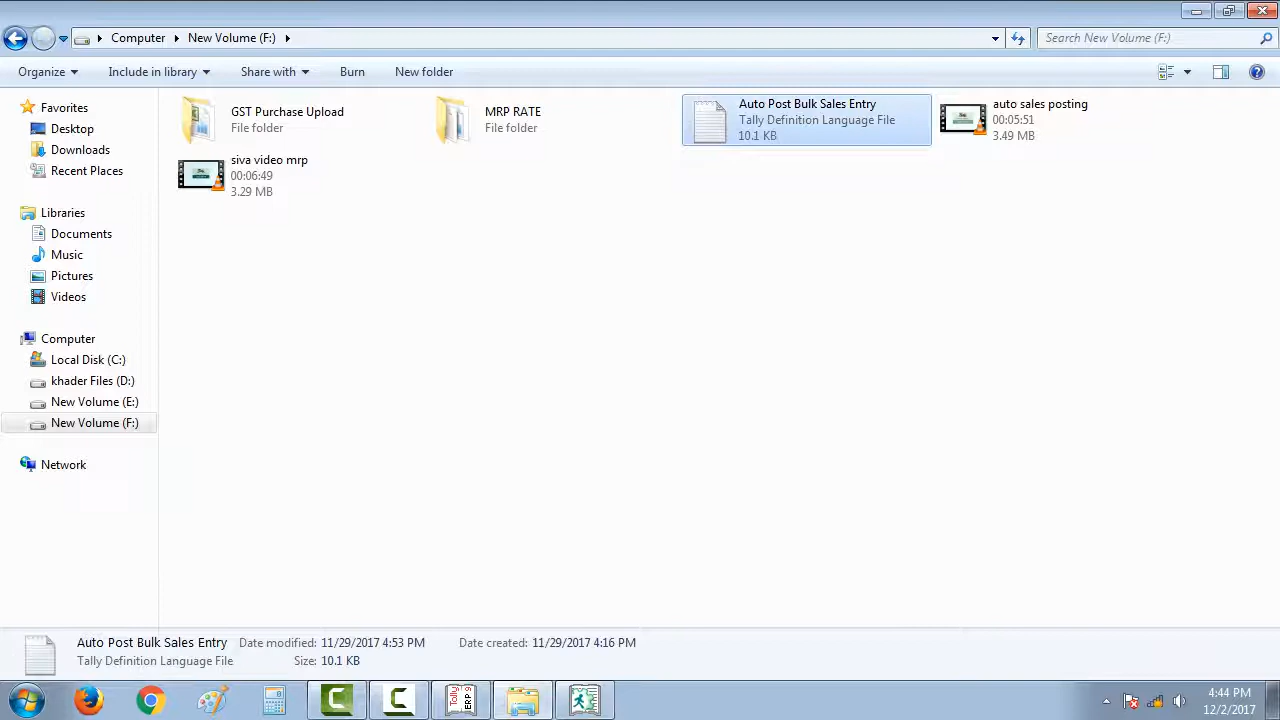 Computer New Volume (F:)
Search New Volume (F:)
Organize Include in library Share with Burn New folder
Favorites
Desktop
Downloads
Recent Places
Libraries
Documents
Music
Pictures
Videos
Computer
Local Disk (C:)
khader Files (D:)
New Volume (E:)
New Volume (F:)
Network
GST Purchase Upload
File folder
MRP RATE
File folder
Auto Post Bulk Sales Entry
Tally Definition Language File
10.1 KB
auto sales posting
00:05:51
3.49 MB
siva video mrp
00:06:49
3.29 MB
Auto Post Bulk Sales Entry Date modified: 11/29/2017 4:53 PM Date created: 11/29/2017 4:16 PM
Tally Definition Language File Size: 10.1 KB
4:44 PM
12/2/2017